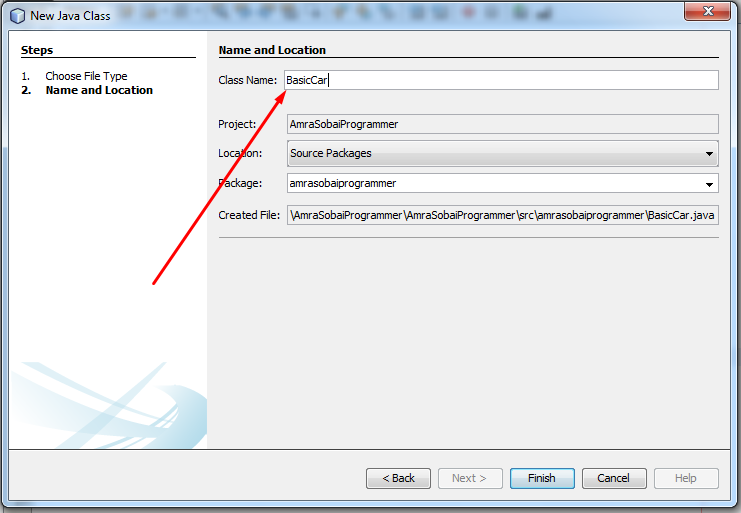 New Java Class
Steps
1. Choose File Type
2. Name and Location
Name and Location
Class Name: BasicCar
Project: AmraSobaiProgrammer
Location: Source Packages
Package: amrasobaiprogrammer
Created File: \AmraSobaiProgrammer\AmraSobaiProgrammer\src\amrasobaiprogrammer\BasicCar.java
< Back Next > Finish Cancel Help